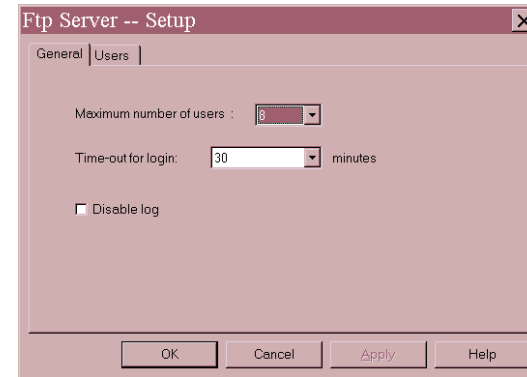 Ftp Server -- Setup
General Users
Maximum number of users : 8
Time-out for login: 30 minutes
Disable log
OK Cancel Apply Help